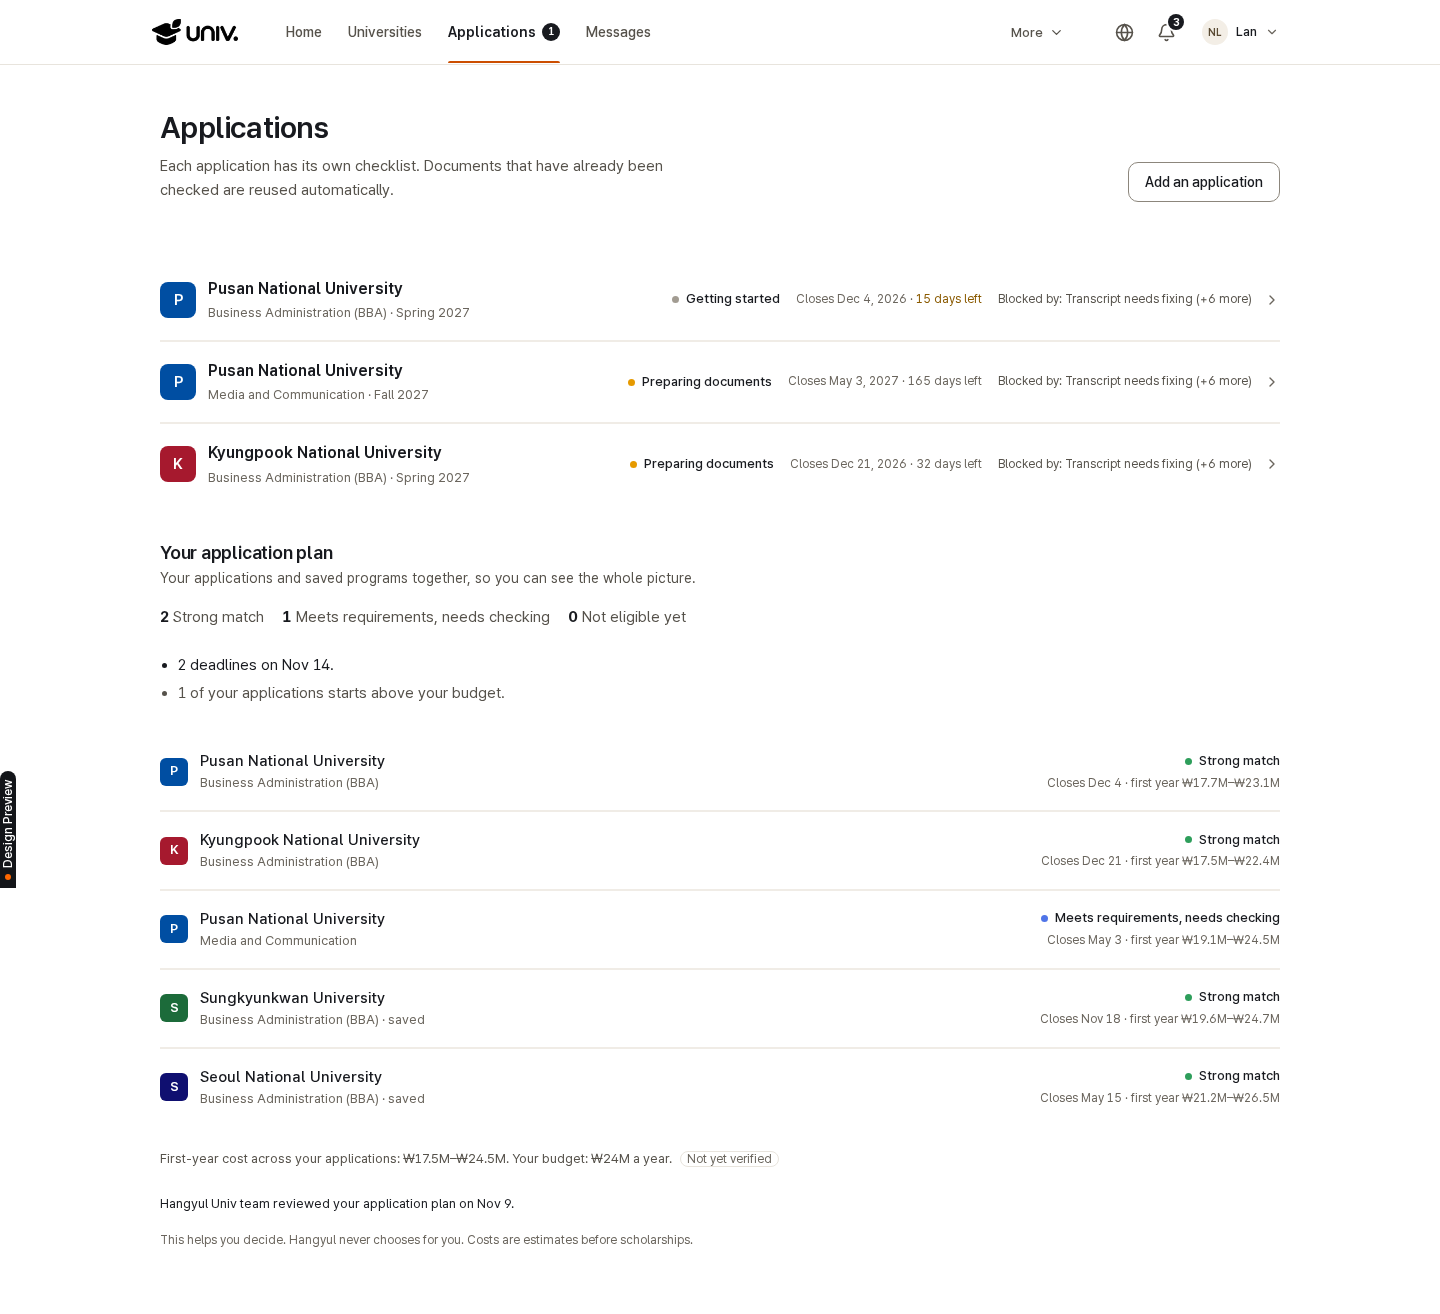 UNIV.
Home
Universities
Applications 1
Messages
More
3
NL
Lan
Applications
Each application has its own checklist. Documents that have already been
checked are reused automatically.
Add an application
P
Pusan National University
Business Administration (BBA) · Spring 2027
Getting started
Closes Dec 4, 2026 · 15 days left
Blocked by: Transcript needs fixing (+6 more)
P
Pusan National University
Media and Communication · Fall 2027
Preparing documents
Closes May 3, 2027 · 165 days left
Blocked by: Transcript needs fixing (+6 more)
K
Kyungpook National University
Business Administration (BBA) · Spring 2027
Preparing documents
Closes Dec 21, 2026 · 32 days left
Blocked by: Transcript needs fixing (+6 more)
Your application plan
Your applications and saved programs together, so you can see the whole picture.
2 Strong match
1 Meets requirements, needs checking
0 Not eligible yet
• 2 deadlines on Nov 14.
• 1 of your applications starts above your budget.
P
Pusan National University
Business Administration (BBA)
Strong match
Closes Dec 4 · first year ₩17.7M–₩23.1M
K
Kyungpook National University
Business Administration (BBA)
Strong match
Closes Dec 21 · first year ₩17.5M–₩22.4M
P
Pusan National University
Media and Communication
Meets requirements, needs checking
Closes May 3 · first year ₩19.1M–₩24.5M
S
Sungkyunkwan University
Business Administration (BBA) · saved
Strong match
Closes Nov 18 · first year ₩19.6M–₩24.7M
S
Seoul National University
Business Administration (BBA) · saved
Strong match
Closes May 15 · first year ₩21.2M–₩26.5M
First-year cost across your applications: ₩17.5M–₩24.5M. Your budget: ₩24M a year.
Not yet verified
Hangyul Univ team reviewed your application plan on Nov 9.
This helps you decide. Hangyul never chooses for you. Costs are estimates before scholarships.
Design Preview